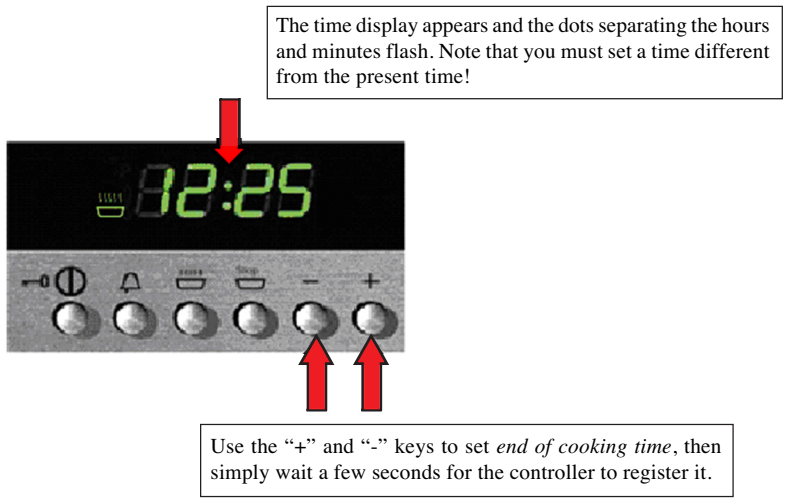 The time display appears and the dots separating the hours
and minutes flash. Note that you must set a time different
from the present time!
12:25
Stop
- +
Use the “+” and “-” keys to set end of cooking time, then
simply wait a few seconds for the controller to register it.